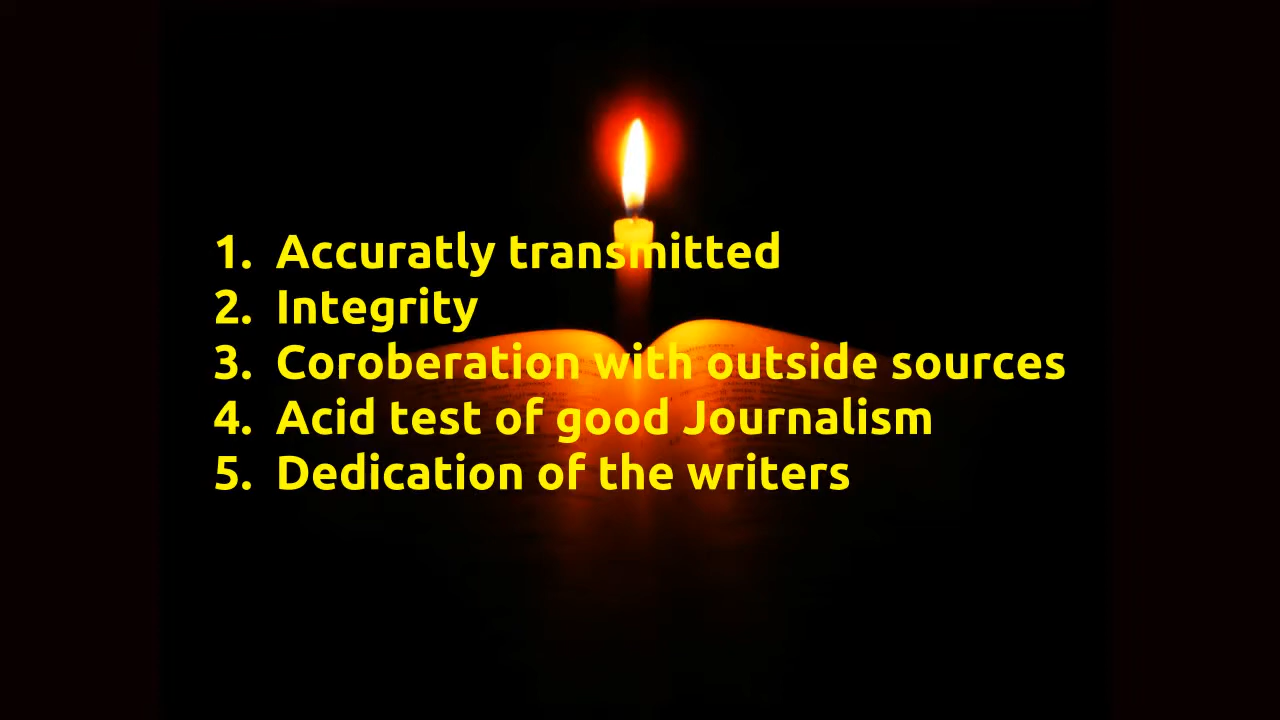 1. Accuratly transmitted
2. Integrity
3. Coroberation with outside sources
4. Acid test of good Journalism
5. Dedication of the writers